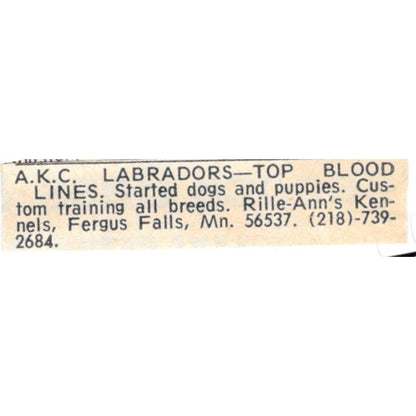 A.K.C. LABRADORS—TOP BLOOD
LINES. Started dogs and puppies. Cus-
tom training all breeds. Rille-Ann's Ken-
nels, Fergus Falls, Mn. 56537. (218)-739-
2684.